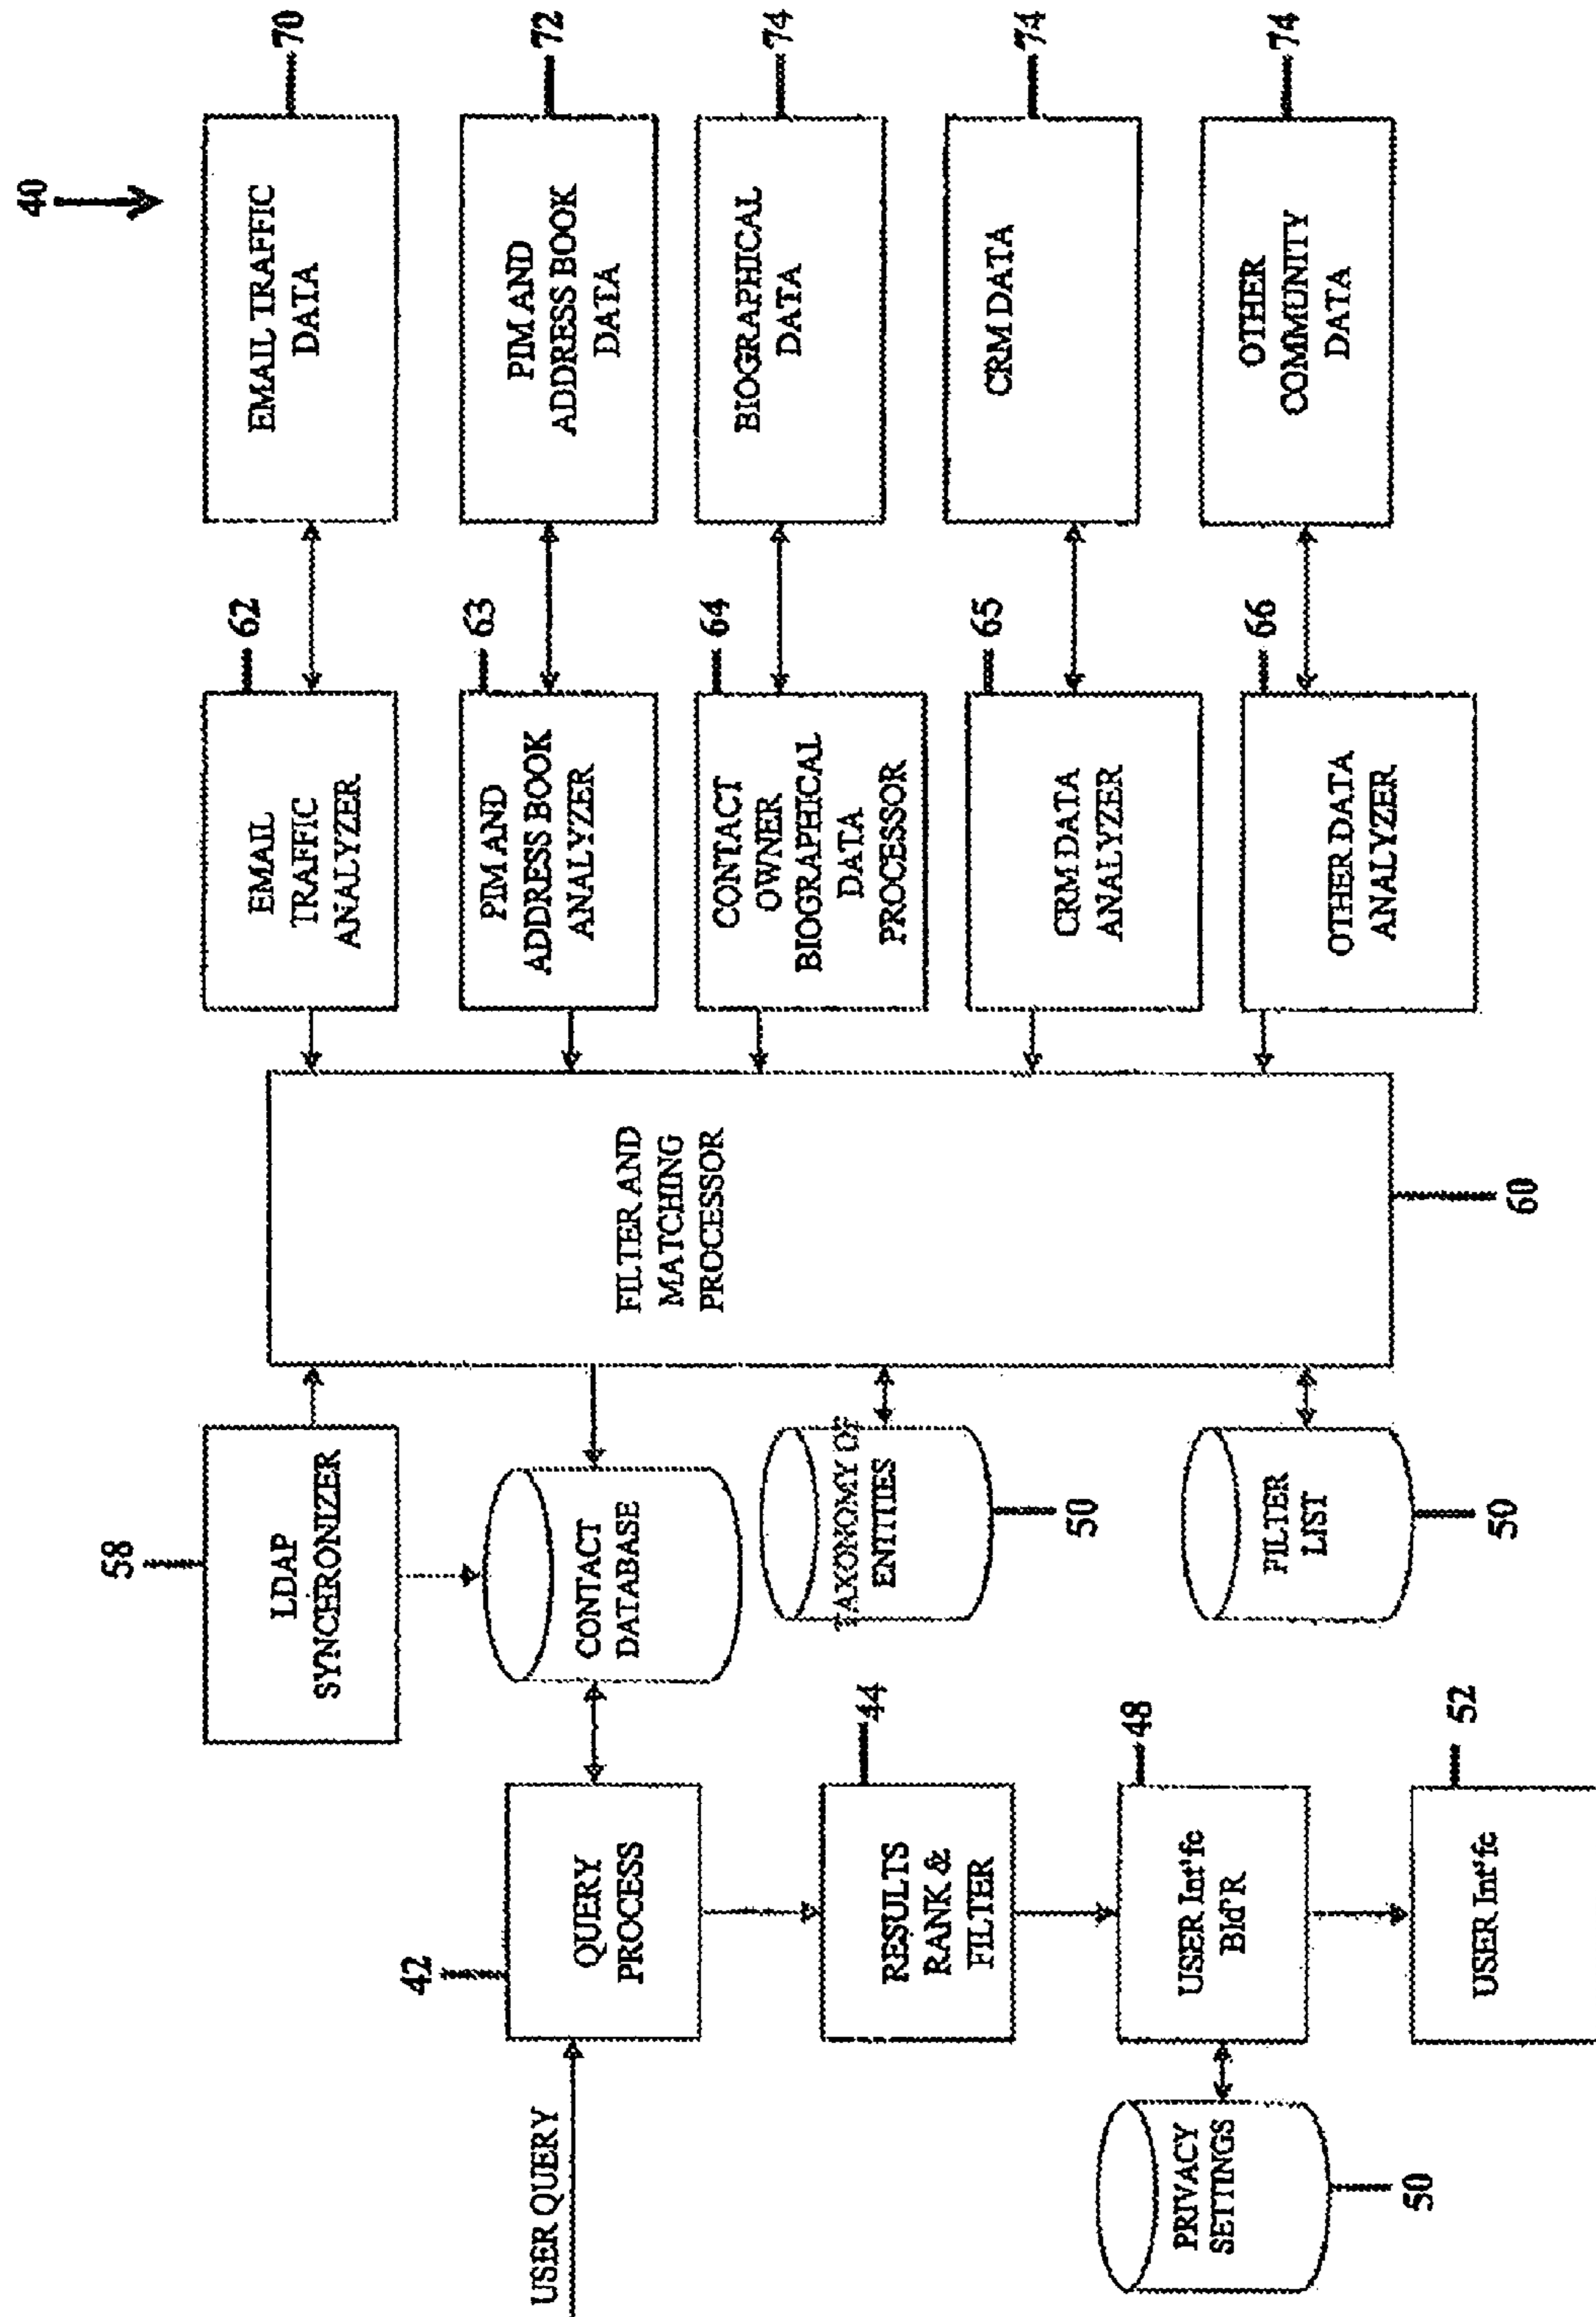 40
USER QUERY
42
QUERY
PROCESS
58
LDAP
SYNCHRONIZER
CONTACT
DATABASE
44
RESULTS
RANK &
FILTER
48
USER Int'fc
Bld'R
PRIVACY
SETTINGS
50
52
USER Int'fc
TAXONOMY OF
ENTITIES
50
FILTER
LIST
50
FILTER AND
MATCHING
PROCESSOR
60
62
EMAIL
TRAFFIC
ANALYZER
63
PIM AND
ADDRESS BOOK
ANALYZER
64
CONTACT
OWNER
BIOGRAPHICAL
DATA
PROCESSOR
65
CRM DATA
ANALYZER
66
OTHER DATA
ANALYZER
EMAIL TRAFFIC
DATA
70
PIM AND
ADDRESS BOOK
DATA
72
BIOGRAPHICAL
DATA
74
CRM DATA
74
OTHER
COMMUNITY
DATA
74